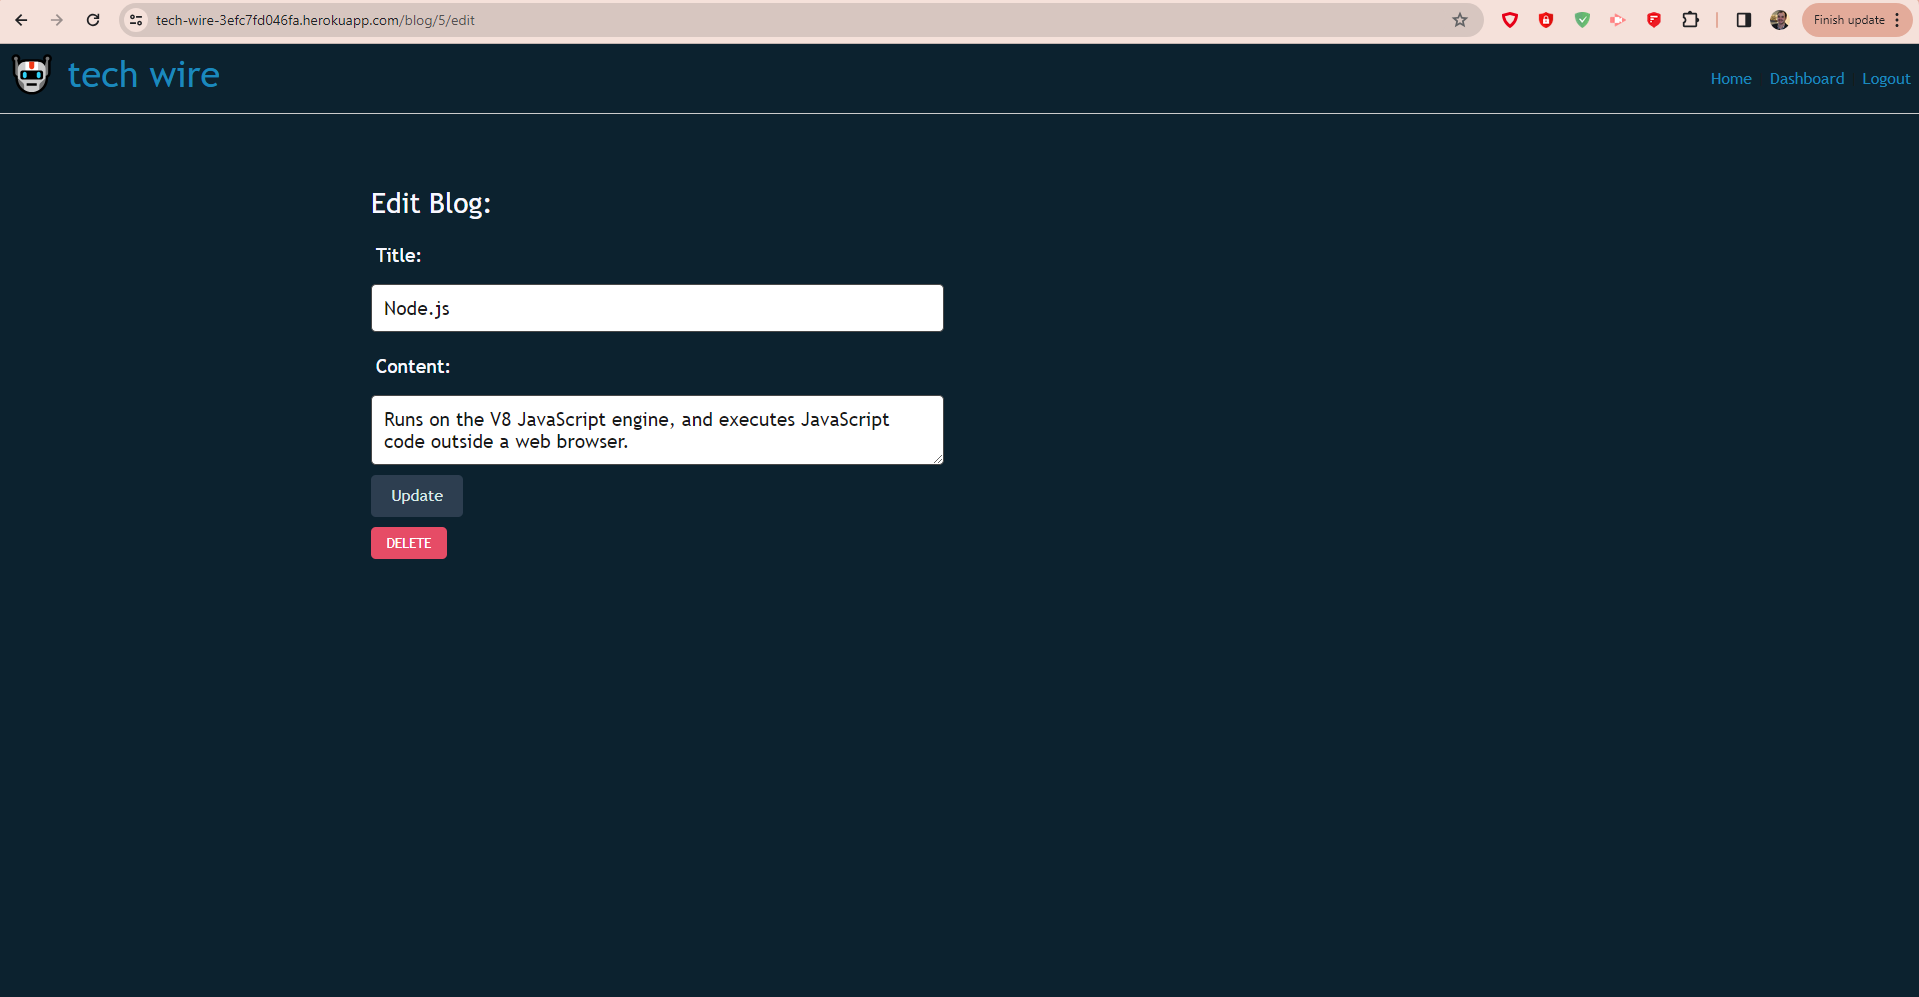 tech-wire-3efc7fd046fa.herokuapp.com/blog/5/edit
Finish update
tech wire
Home Dashboard Logout
Edit Blog:
Title:
Node.js
Content:
Runs on the V8 JavaScript engine, and executes JavaScript
code outside a web browser.
Update
DELETE